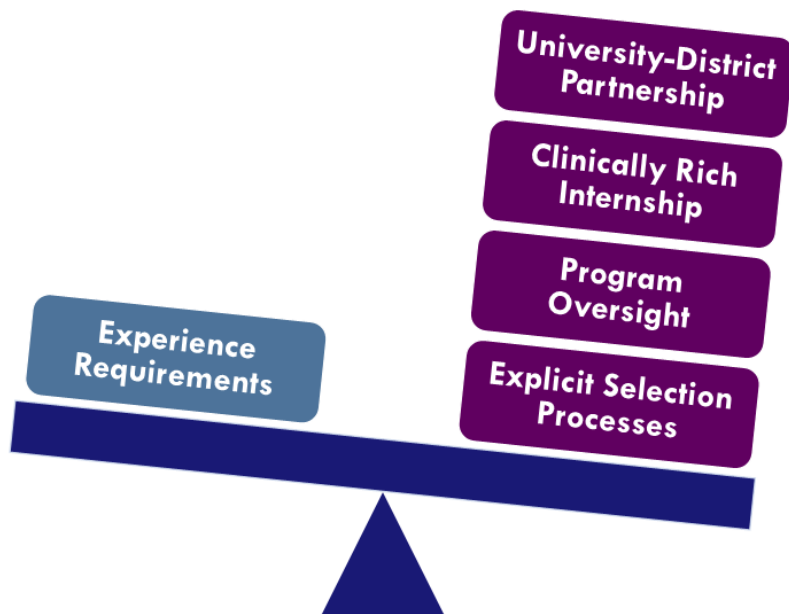 University-District
Partnership
Clinically Rich
Internship
Program
Oversight
Explicit Selection
Processes
Experience
Requirements